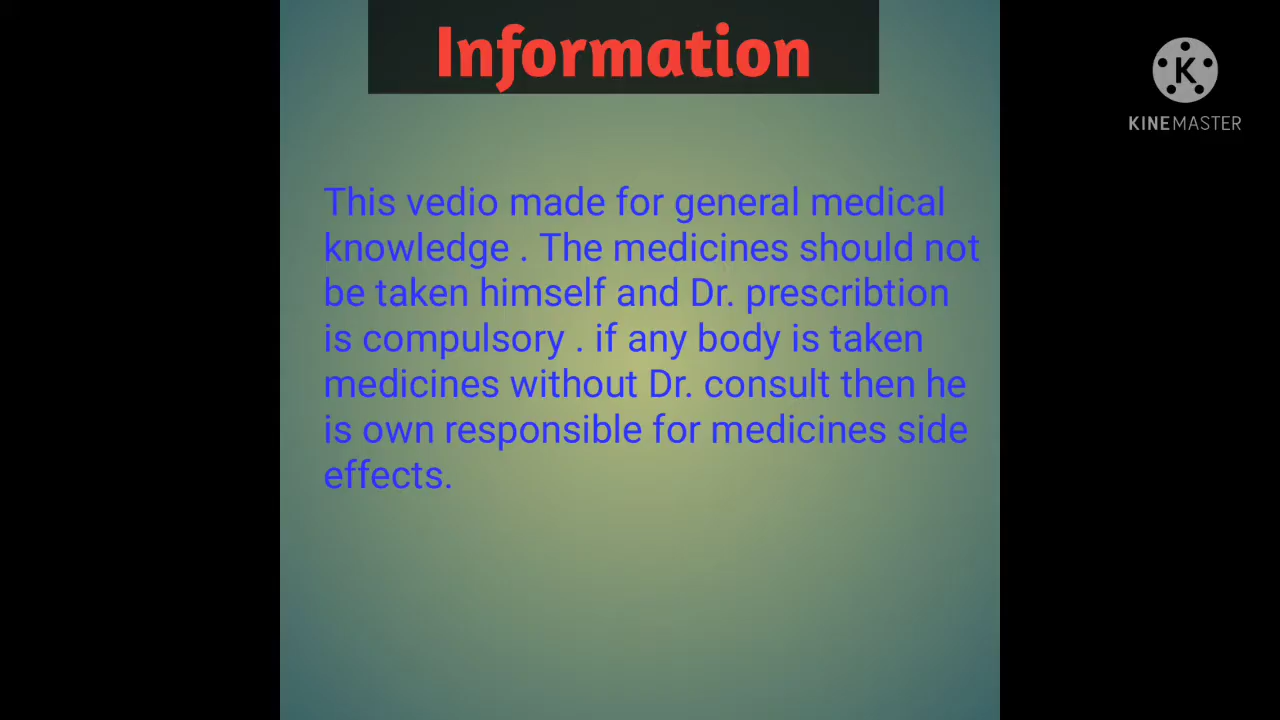 Information
K
KINEMASTER
This vedio made for general medical
knowledge . The medicines should not
be taken himself and Dr. prescribtion
is compulsory . if any body is taken
medicines without Dr. consult then he
is own responsible for medicines side
effects.